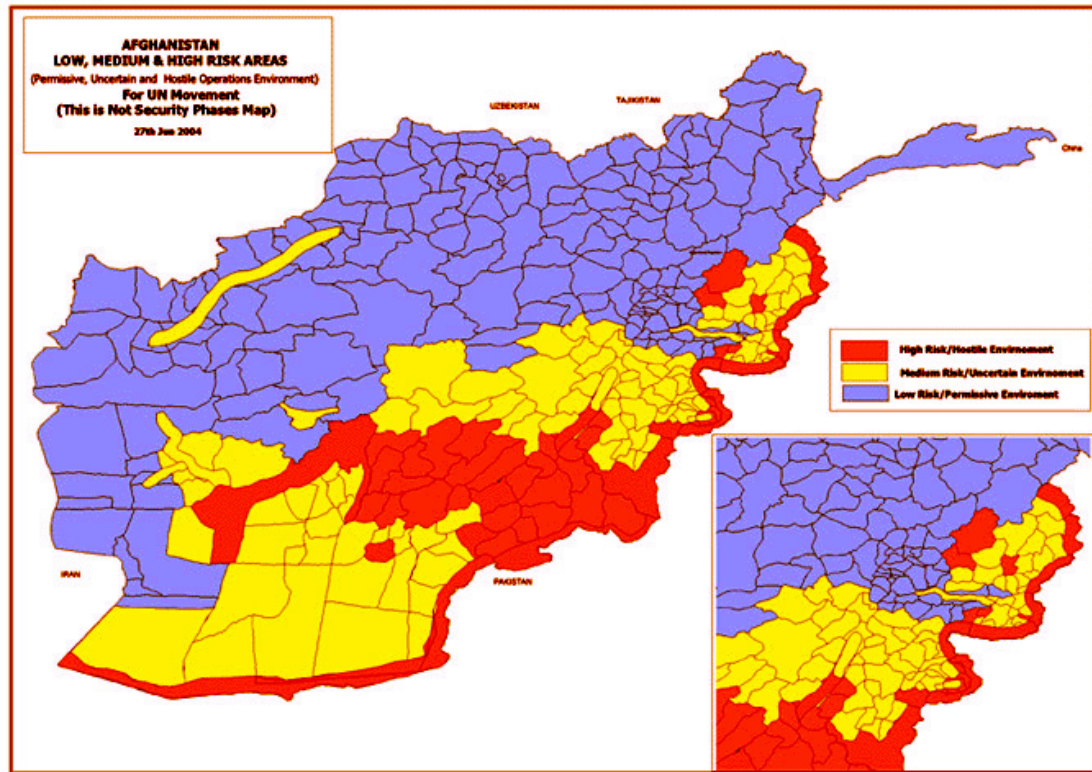 AFGHANISTAN
LOW, MEDIUM & HIGH RISK AREAS
(Permissive, Uncertain and Hostile Operations Environment)
For UN Movement
(This is Not Security Phases Map)
27th Jun 2004
UZBEKISTAN
TAJIKISTAN
China
High Risk/Hostile Envirnoment
Medium Risk/Uncertain Envirnoment
Low Risk/Permissive Enviroment
IRAN
PAKISTAN